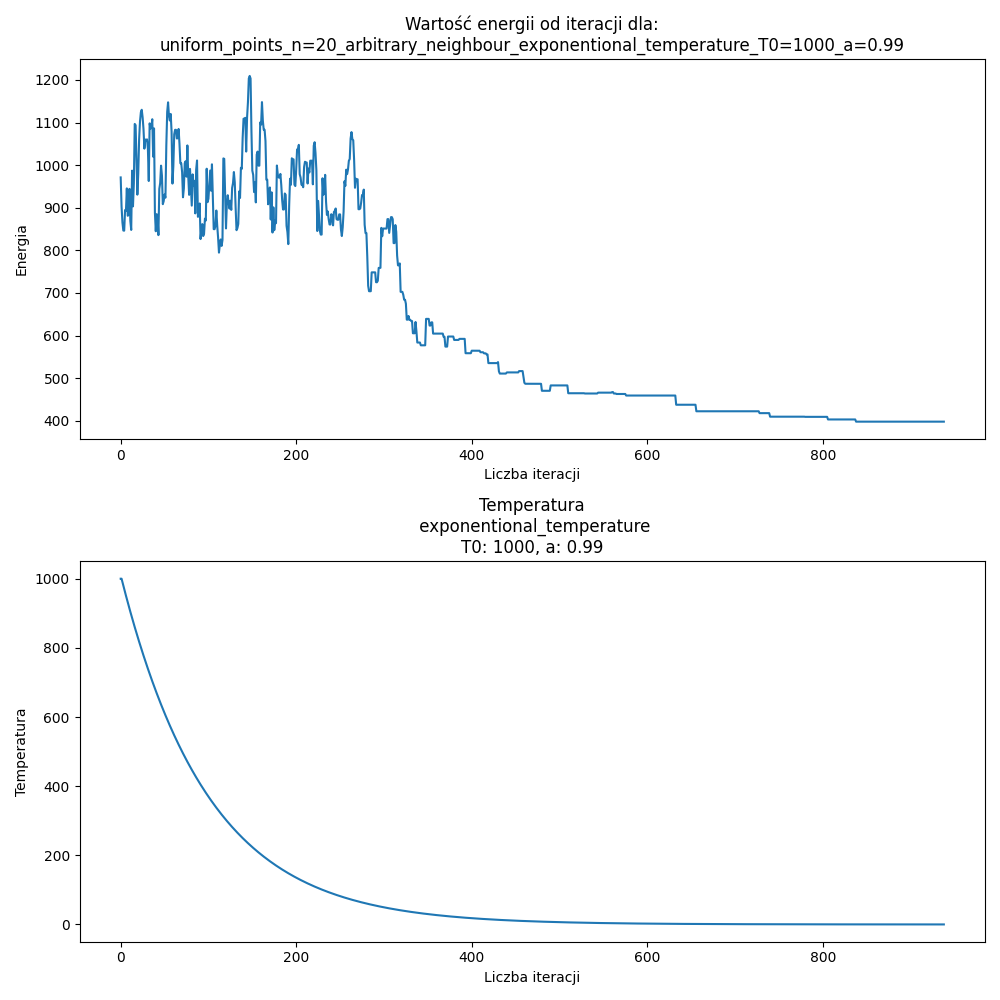 Wartość energii od iteracji dla:
uniform_points_n=20_arbitrary_neighbour_exponentional_temperature_T0=1000_a=0.99
1200
1100
1000
900
800
700
600
500
400
Energia
0 200 400 600 800
Liczba iteracji
Temperatura
exponentional_temperature
T0: 1000, a: 0.99
1000
800
600
400
200
0
Temperatura
0 200 400 600 800
Liczba iteracji